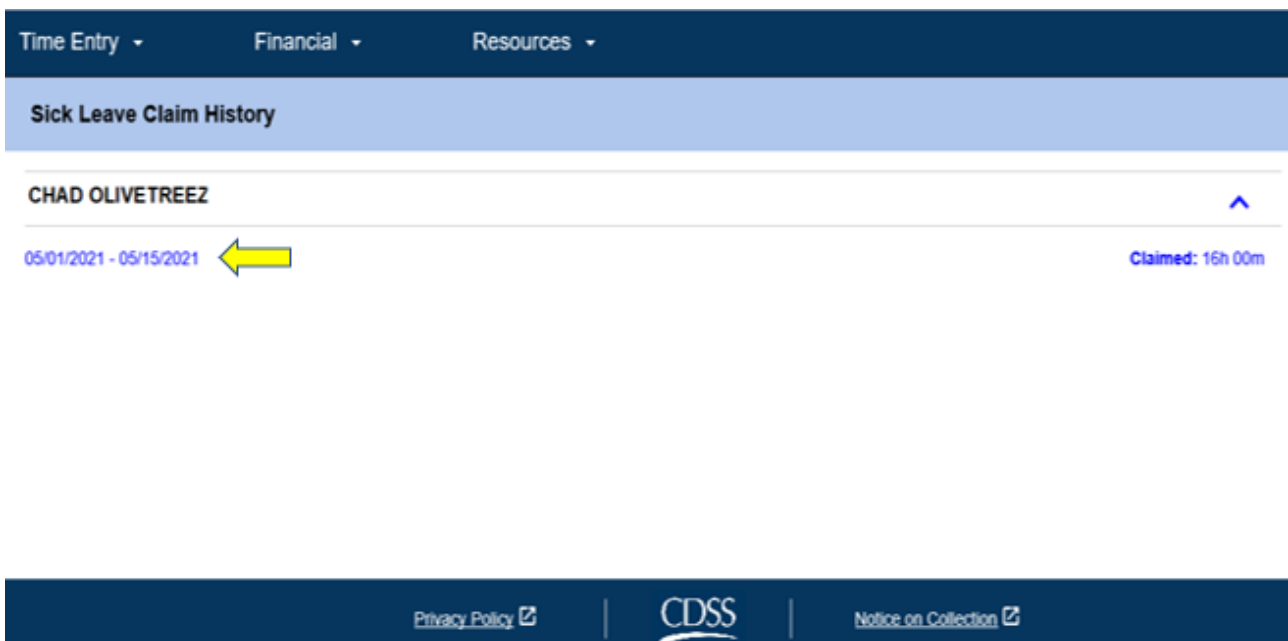 Time Entry Financial Resources
Sick Leave Claim History
CHAD OLIVETREEZ
05/01/2021 - 05/15/2021 Claimed: 16h 00m
Privacy Policy CDSS Notice on Collection